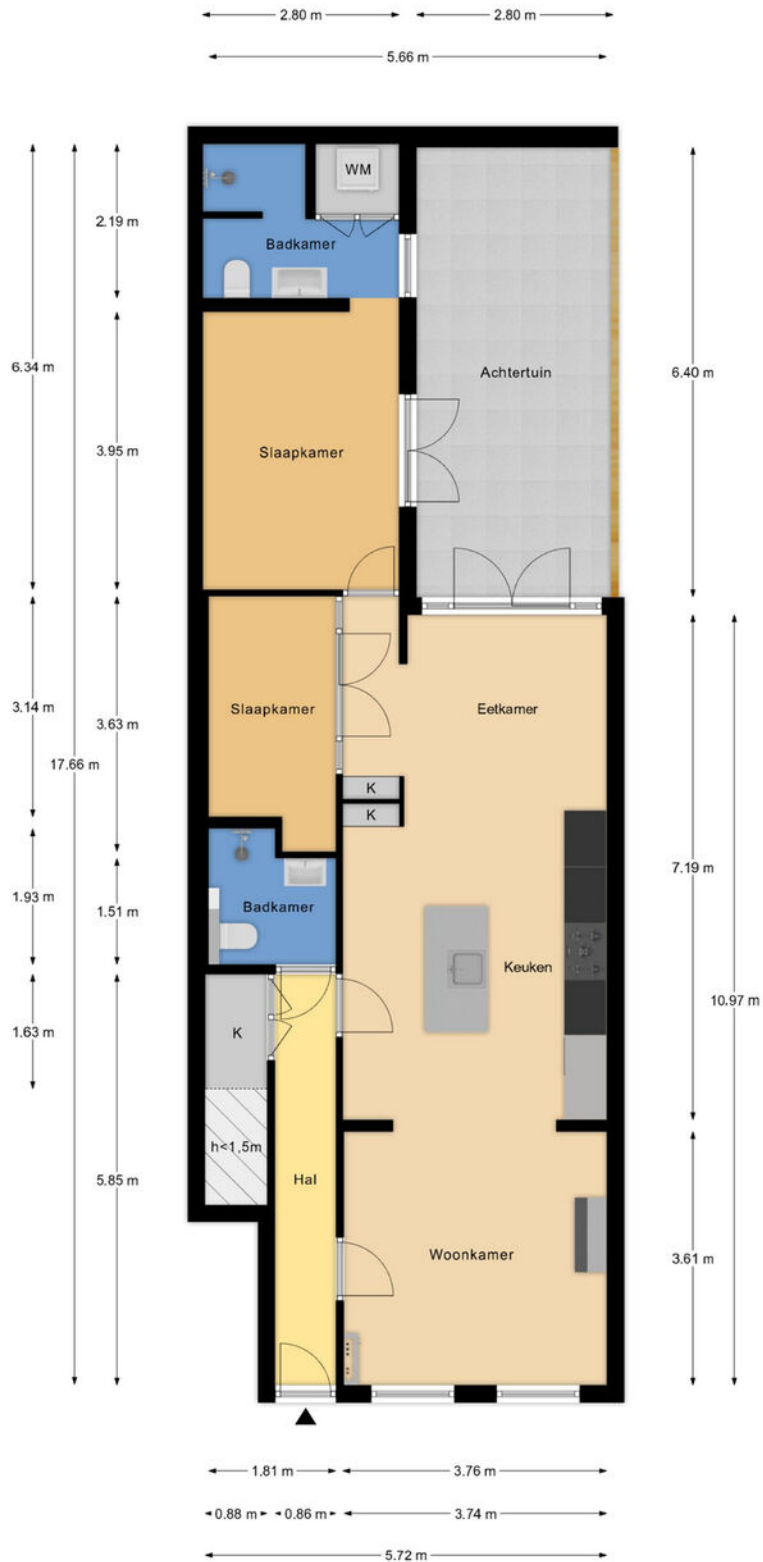 2.80 m
2.80 m
5.66 m
WM
2.19 m
Badkamer
6.34 m
Achtertuin
6.40 m
3.95 m
Slaapkamer
3.14 m
Slaapkamer
Eetkamer
3.63 m
17.66 m
K
K
7.19 m
1.93 m
Badkamer
1.51 m
Keuken
10.97 m
1.63 m
K
h<1,5m
5.85 m
Hal
3.61 m
Woonkamer
1.81 m
3.76 m
0.88 m
0.86 m
3.74 m
5.72 m